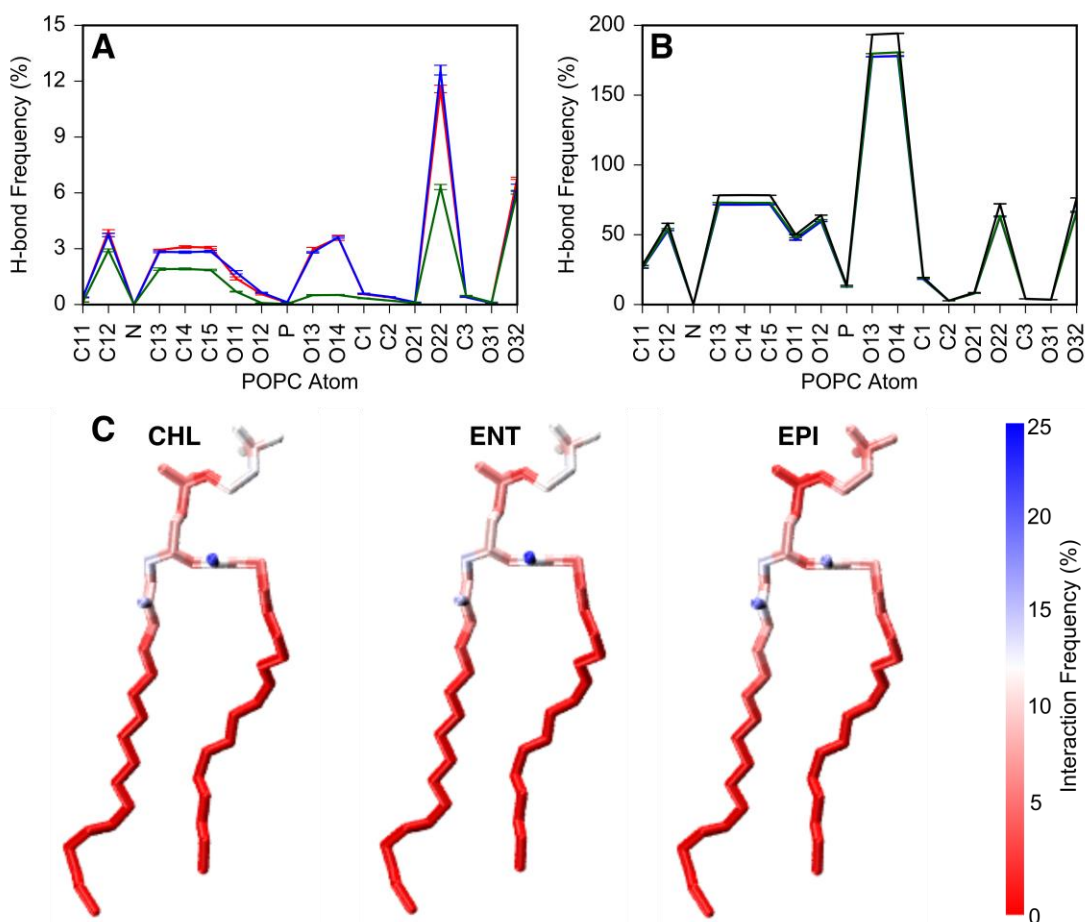 A
H-bond Frequency (%)
15
12
9
6
3
0
C11
C12
N
C13
C14
C15
O11
O12
P
O13
O14
C1
C2
O21
O22
C3
O31
O32
POPC Atom
B
H-bond Frequency (%)
200
150
100
50
0
C11
C12
N
C13
C14
C15
O11
O12
P
O13
O14
C1
C2
O21
O22
C3
O31
O32
POPC Atom
C
CHL
ENT
EPI
25
20
15
10
5
0
Interaction Frequency (%)